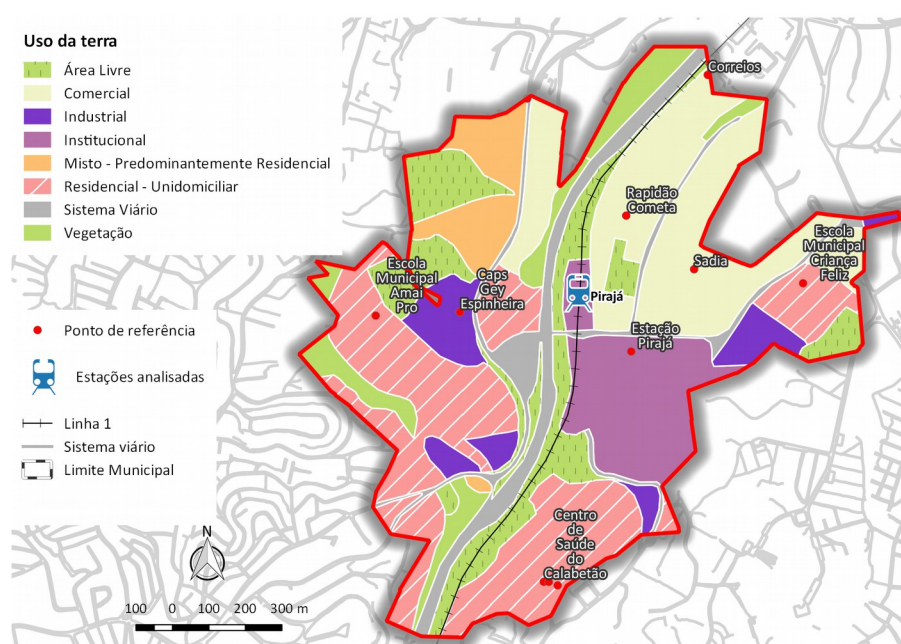 Uso da terra
Área Livre
Comercial
Industrial
Institucional
Misto - Predominantemente Residencial
Residencial - Unidomiciliar
Sistema Viário
Vegetação
Ponto de referência
Estações analisadas
Linha 1
Sistema viário
Limite Municipal
N
100 0 100 200 300 m
Correios
Rapidão
Cometa
Sadia
Escola
Municipal
Criança
Feliz
Escola
Municipal
Amai
Pro
Caps
Gey
Espinheira
Pirajá
Estação
Pirajá
Centro
de
Saúde
do
Calabetão